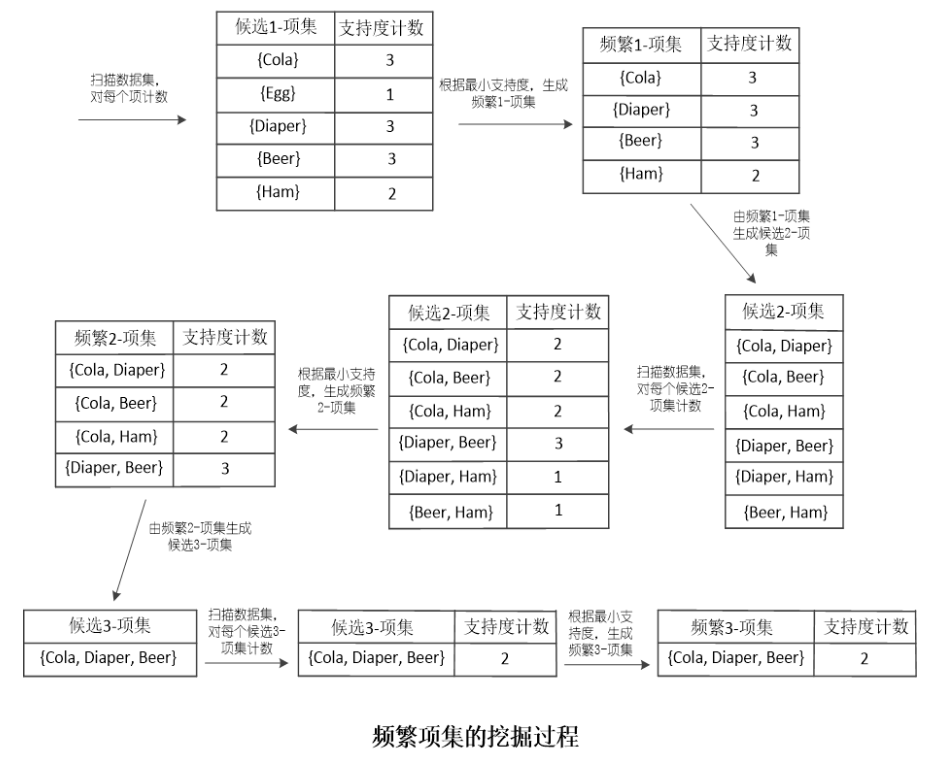 扫描数据集，
对每个项计数
候选1-项集 支持度计数
{Cola} 3
{Egg} 1
{Diaper} 3
{Beer} 3
{Ham} 2
根据最小支持度，生成
频繁1-项集
频繁1-项集 支持度计数
{Cola} 3
{Diaper} 3
{Beer} 3
{Ham} 2
由频繁1-项集
生成候选2-项
集
候选2-项集
{Cola, Diaper}
{Cola, Beer}
{Cola, Ham}
{Diaper, Beer}
{Diaper, Ham}
{Beer, Ham}
扫描数据集，
对每个候选2-
项集计数
候选2-项集 支持度计数
{Cola, Diaper} 2
{Cola, Beer} 2
{Cola, Ham} 2
{Diaper, Beer} 3
{Diaper, Ham} 1
{Beer, Ham} 1
根据最小支持
度，生成频繁
2-项集
频繁2-项集 支持度计数
{Cola, Diaper} 2
{Cola, Beer} 2
{Cola, Ham} 2
{Diaper, Beer} 3
由频繁2-项集生成
候选3-项集
候选3-项集
{Cola, Diaper, Beer}
扫描数据集，
对每个候选3-
项集计数
候选3-项集 支持度计数
{Cola, Diaper, Beer} 2
根据最小支
持度，生成
频繁3-项集
频繁3-项集 支持度计数
{Cola, Diaper, Beer} 2
频繁项集的挖掘过程